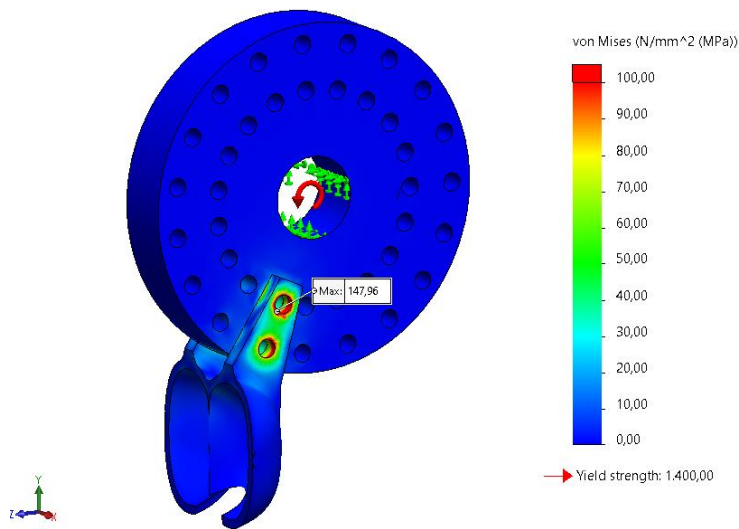 von Mises (N/mm^2 (MPa))
100,00
90,00
80,00
70,00
60,00
50,00
40,00
30,00
20,00
10,00
0,00
Yield strength: 1.400,00
Max: 147,96
Y
Z X